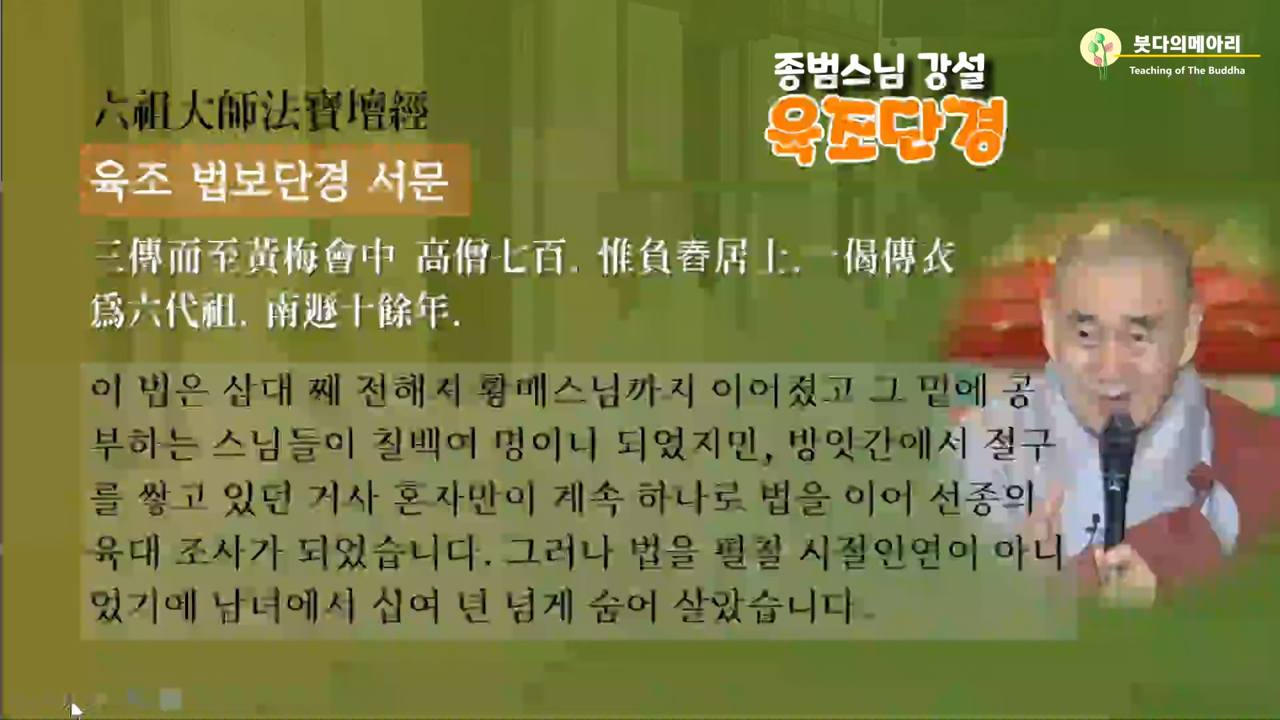 붓다의메아리
Teaching of The Buddha
종범스님 강설
육조단경
六祖大師法寶壇經
육조 법보단경 서문
三傳而至黃梅會中 高僧七百. 惟負舂居士. 一偈傳衣
爲六代祖. 南遯十餘年.
이 법은 삼대 째 전해져 황매스님까지 이어졌고 그 밑에 공
부하는 스님들이 칠백여 명이나 되었지만, 방앗간에서 절구
를 쌓고 있던 거사 혼자만이 계속 하나로 법을 이어 선종의
육대 조사가 되었습니다. 그러나 법을 펼칠 시절인연이 아니
었기에 남녀에서 십여 년 넘게 숨어 살았습니다.